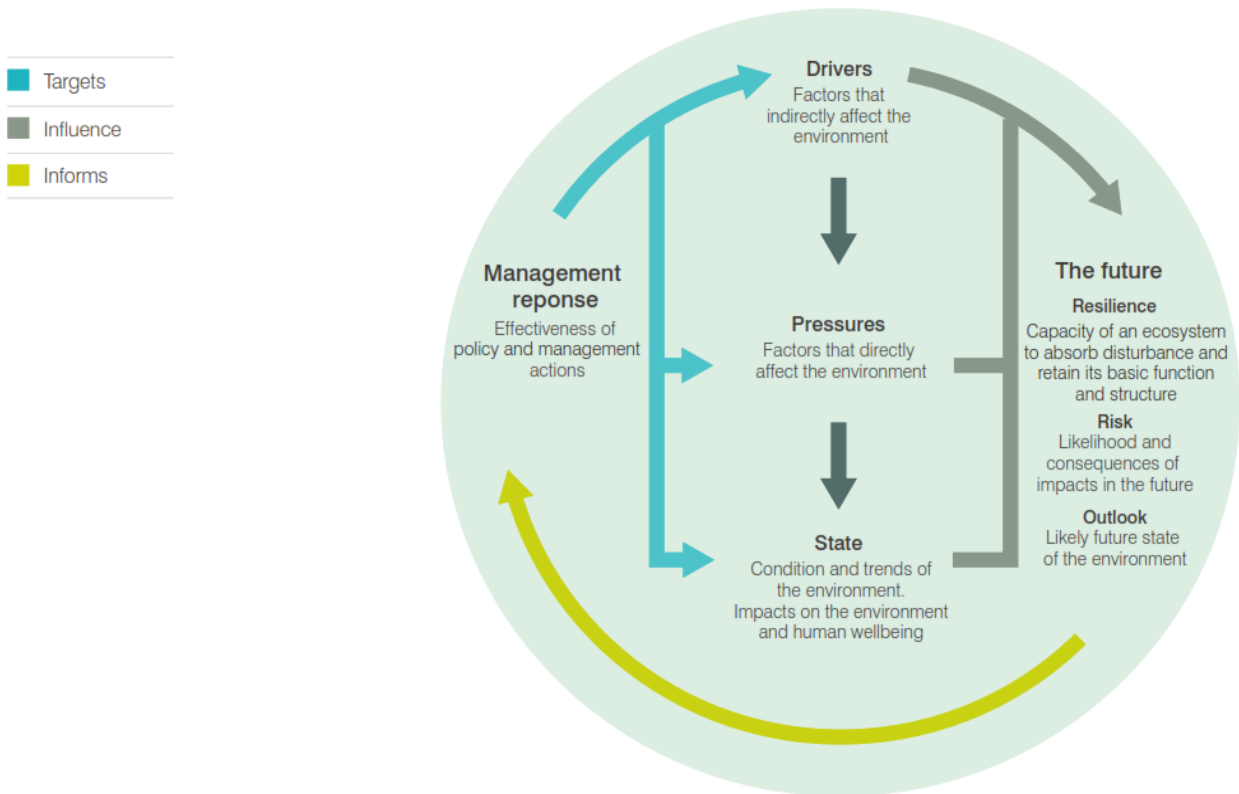 Targets
Influence
Informs
Drivers
Factors that
indirectly affect the
environment
Management
reponse
Effectiveness of
policy and management
actions
Pressures
Factors that directly
affect the environment
State
Condition and trends of
the environment.
Impacts on the environment
and human wellbeing
The future
Resilience
Capacity of an ecosystem
to absorb disturbance and
retain its basic function
and structure
Risk
Likelihood and
consequences of
impacts in the future
Outlook
Likely future state
of the environment